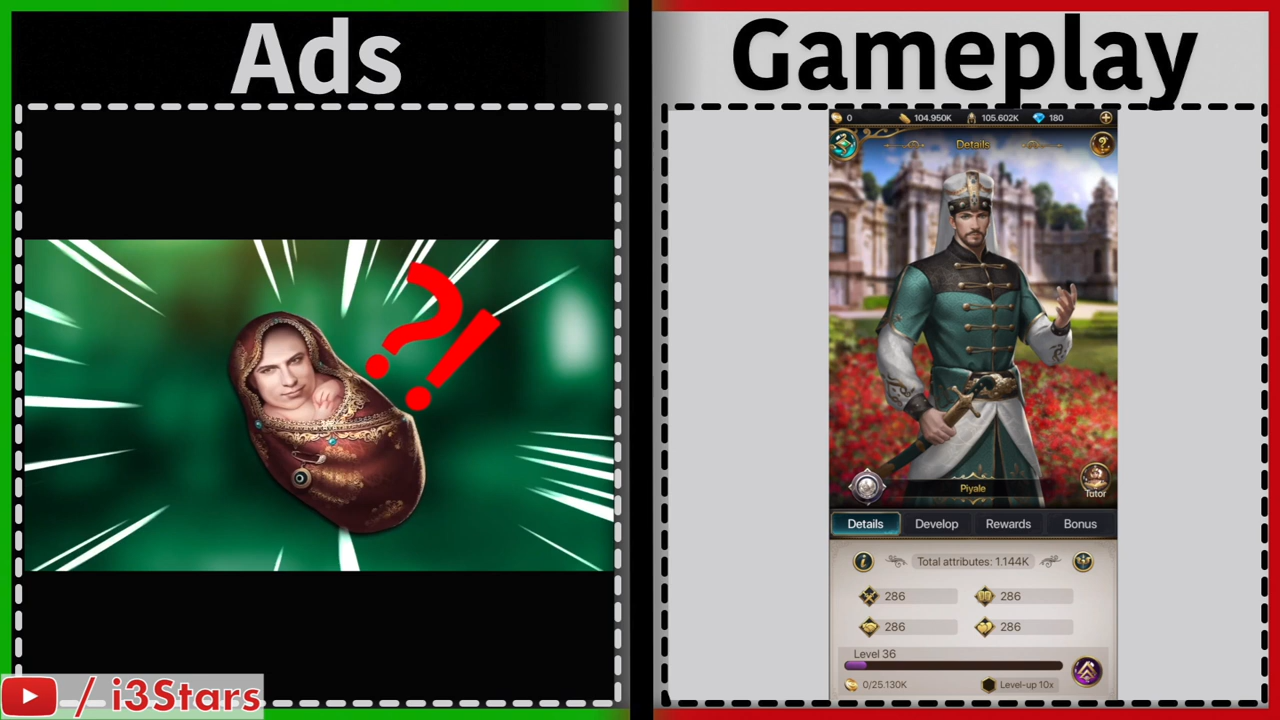 Ads
Gameplay
?!
0
104.950K
105.602K
180
Details
?
Piyale
Tutor
Details
Develop
Rewards
Bonus
i
Total attributes: 1.144K
286
286
286
286
Level 36
0/25.130K
Level-up 10x
/ i3Stars